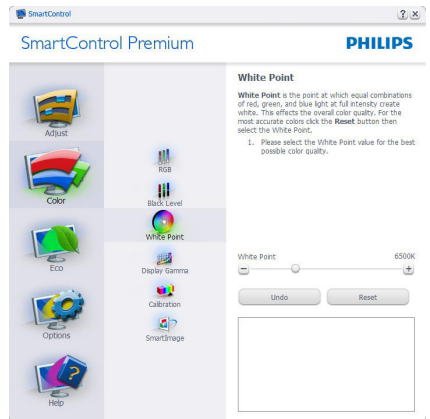 SmartControl
SmartControl Premium
PHILIPS
Adjust
Color
Eco
Options
Help
RGB
Black Level
White Point
Display Gamma
Calibration
SmartImage
White Point
White Point is the point at which equal combinations
of red, green, and blue light at full intensity create
white. This effects the overall color quality. For the
most accurate colors click the Reset button then
select the White Point.
1. Please select the White Point value for the best
possible color quality.
White Point 6500K
Undo Reset